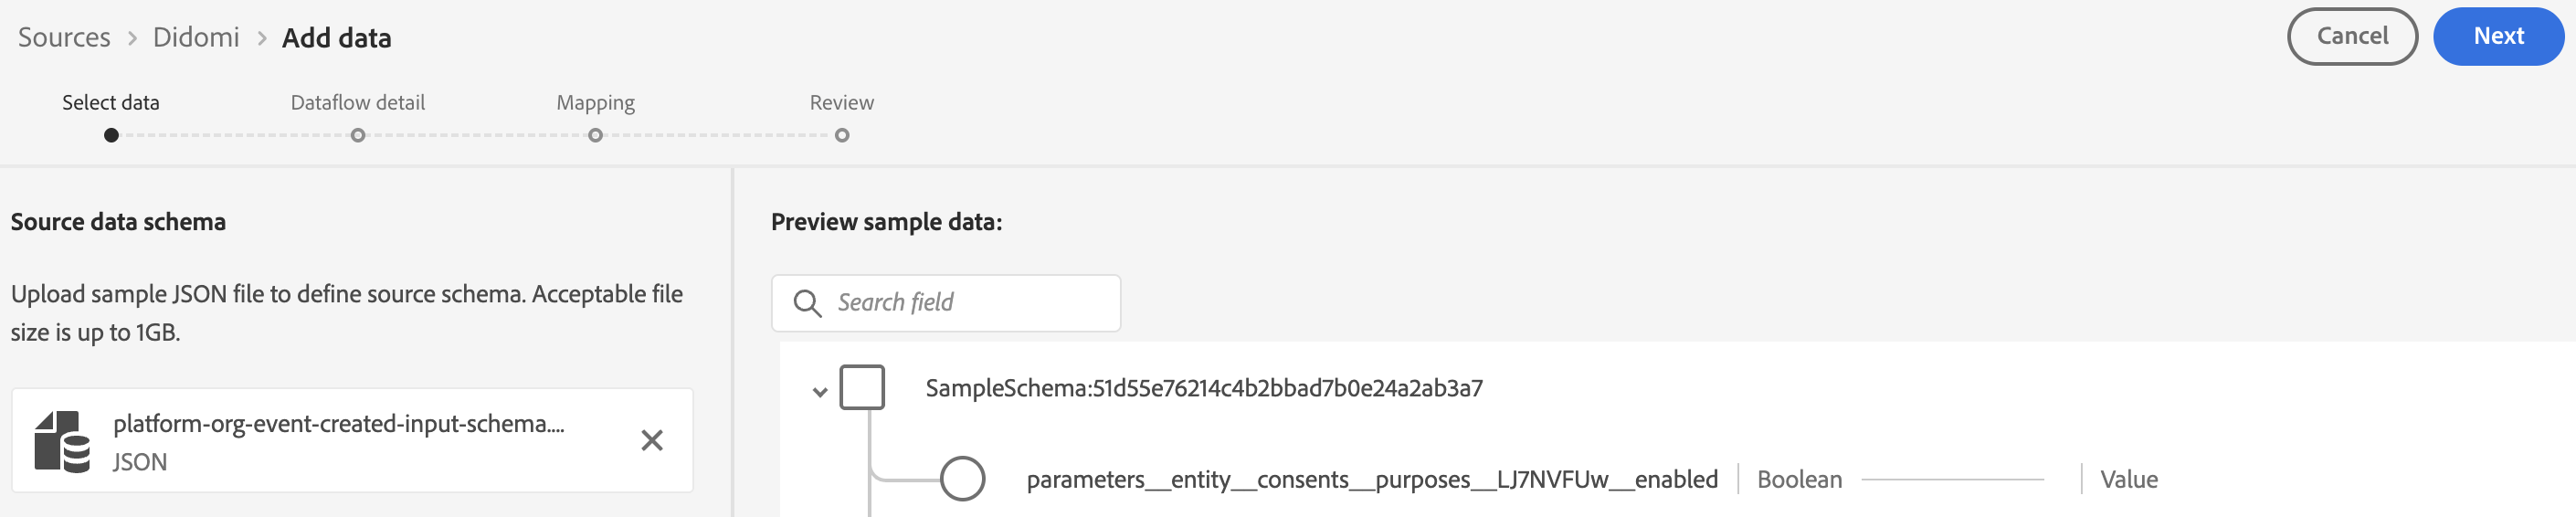 Sources > Didomi > Add data
Cancel
Next
Select data
Dataflow detail
Mapping
Review
Source data schema
Upload sample JSON file to define source schema. Acceptable file
size is up to 1GB.
platform-org-event-created-input-schema....
JSON
Preview sample data:
Search field
SampleSchema:51d55e76214c4b2bbad7b0e24a2ab3a7
parameters__entity__consents__purposes__LJ7NVFUw__enabled
Boolean
Value